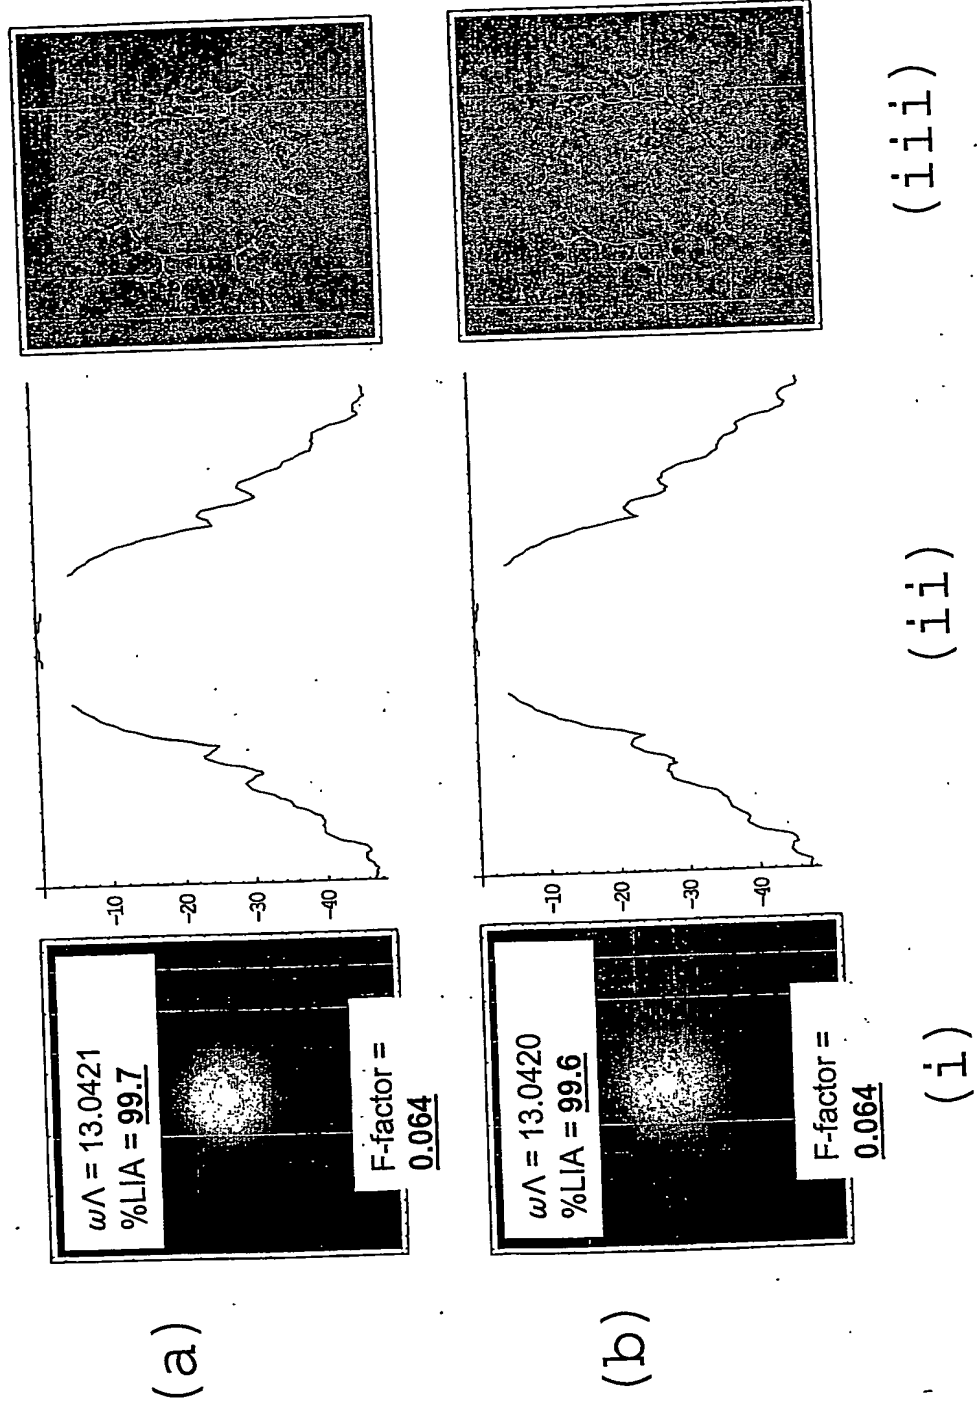 (a)
ωΛ = 13.0421
%LIA = 99.7
F-factor =
0.064
-10
-20
-30
-40
(b)
ωΛ = 13.0420
%LIA = 99.6
F-factor =
0.064
-10
-20
-30
-40
(i)
(ii)
(iii)